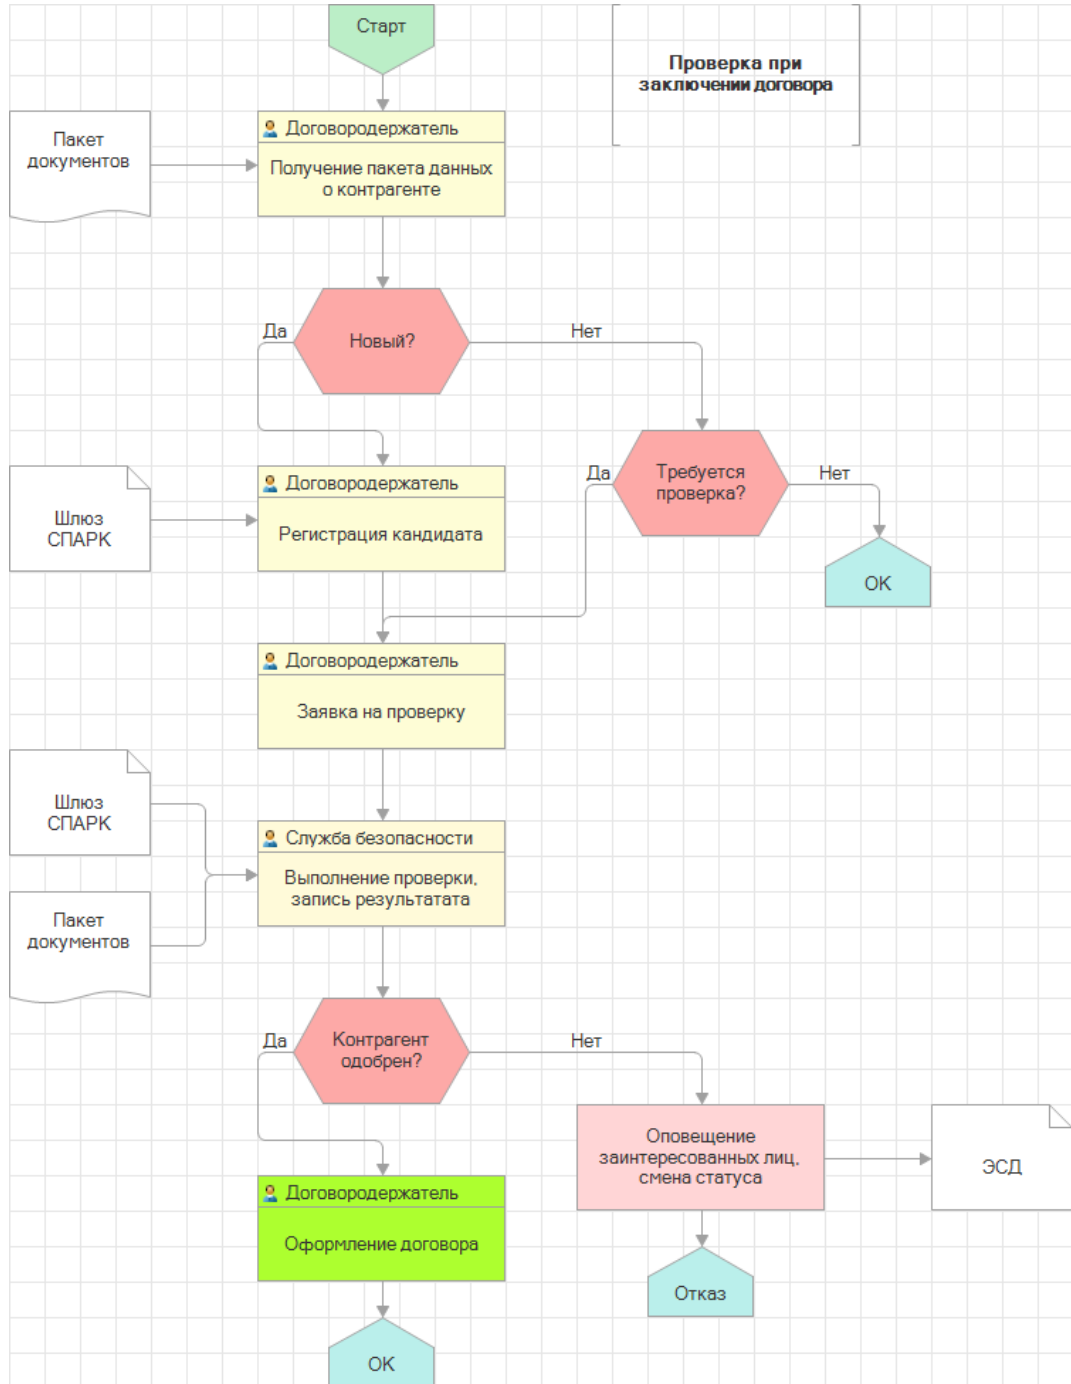 Старт
Проверка при
заключении договора
Пакет
документов
Договородержатель
Получение пакета данных
о контрагенте
Новый?
Да
Нет
Требуется
проверка?
Да
Нет
ОК
Шлюз
СПАРК
Договородержатель
Регистрация кандидата
Договородержатель
Заявка на проверку
Шлюз
СПАРК
Служба безопасности
Выполнение проверки,
запись результатата
Пакет
документов
Контрагент
одобрен?
Да
Нет
Оповещение
заинтересованных лиц,
смена статуса
ЭСД
Договородержатель
Оформление договора
Отказ
ОК